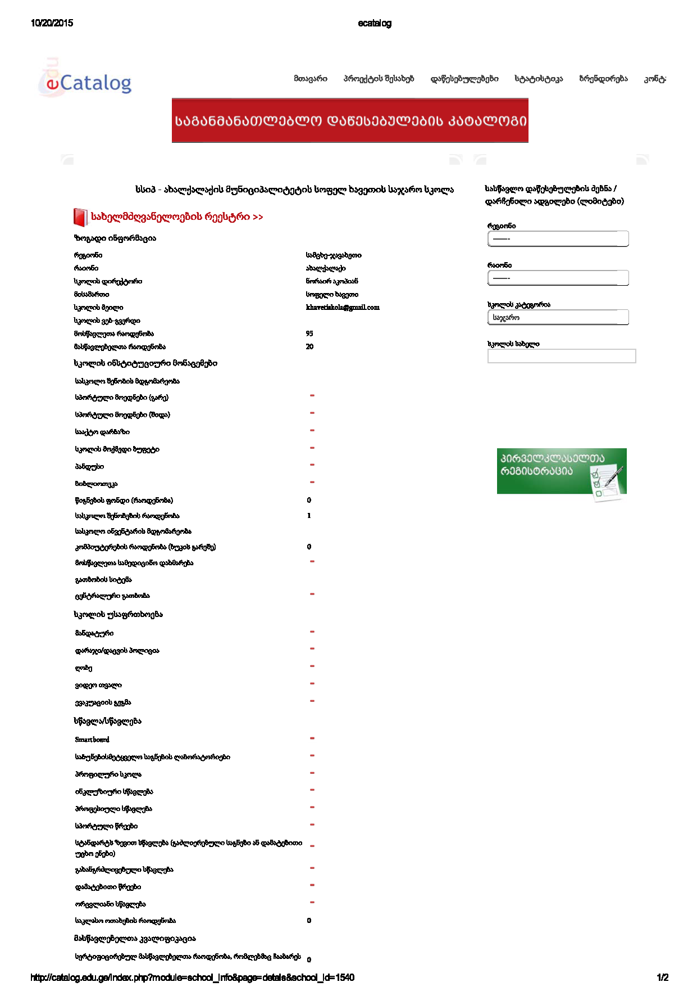 10/20/2015 ecatalog
edu
eCatalog
მთავარი პროექტის შესახებ დაწესებულებები სტატისტიკა ბრენდირება კონტ
საგანმანათლებლო დაწესებულების კატალოგი
სსიპ - ახალქალაქის მუნიციპალიტეტის სოფელ ხავეთის საჯარო სკოლა
სახელმძღვანელოების რეესტრი >>
ზოგადი ინფორმაცია
რეგიონი სამცხე-ჯავახეთი
რაიონი ახალქალაქი
სკოლის დირექტორი ნორაირ აკოპიან
მისამართი სოფელი ხავეთი
სკოლის მეილი khavetiskola@gmail.com
სკოლის ვებ-გვერდი
მოსწავლეთა რაოდენობა 95
მასწავლებელთა რაოდენობა 20
სკოლის ინსტიტუციური მონაცემები
სასკოლო შენობის მდგომარეობა
სპორტული მოედნები (გარე) -
სპორტული მოედნები (შიდა) -
სააქტო დარბაზი -
სკოლის მოქმედი ბუფეტი -
პანდუსი -
ბიბლიოთეკა -
წიგნების ფონდი (რაოდენობა) 0
სასკოლო შენობების რაოდენობა 1
სასკოლო ინვენტარის მდგომარეობა
კომპიუტერების რაოდენობა (ბუკის გარეშე) 0
მოსწავლეთა სამედიცინო დახმარება -
გათბობის სიტემა
ცენტრალური გათბობა -
სკოლის უსაფრთხოება
მანდატური -
დარაჯი/დაცვის პოლიცია -
ღობე -
ვიდეო თვალი -
ევაკუაციის გეგმა -
სწავლა/სწავლება
Smartboard -
საბუნებისმეტყველო საგნების ლაბორატორიები -
პროფილური სკოლა -
ინკლუზიური სწავლება -
პროფესიული სწავლება -
სპორტული წრეები -
სტანდარტს ზევით სწავლება (გაძლიერებული საგნები ან დამატებითი -
უცხო ენები)
გახანგრპლივებული სწავლება -
დამატებითი წრეები -
ორცვლიანი სწავლება -
საკლასო ოთახების რაოდენობა 0
მასწავლებელთა კვალიფიკაცია
სერტიფიცირებულ მასწავლებელთა რაოდენობა, რომლებმაც ჩააბარეს 0
სასწავლო დაწესებულების ძებნა /
დარჩენილი ადგილები (ლიმიტები)
რეგიონი
-------
რაიონი
-------
სკოლის კატეგორია
საჯარო
სკოლის სახელი
პირველკლასელთა
რეგისტრაცია
http://catalog.edu.ge/index.php?module=school_info&page=detals&school_id=1540 1/2